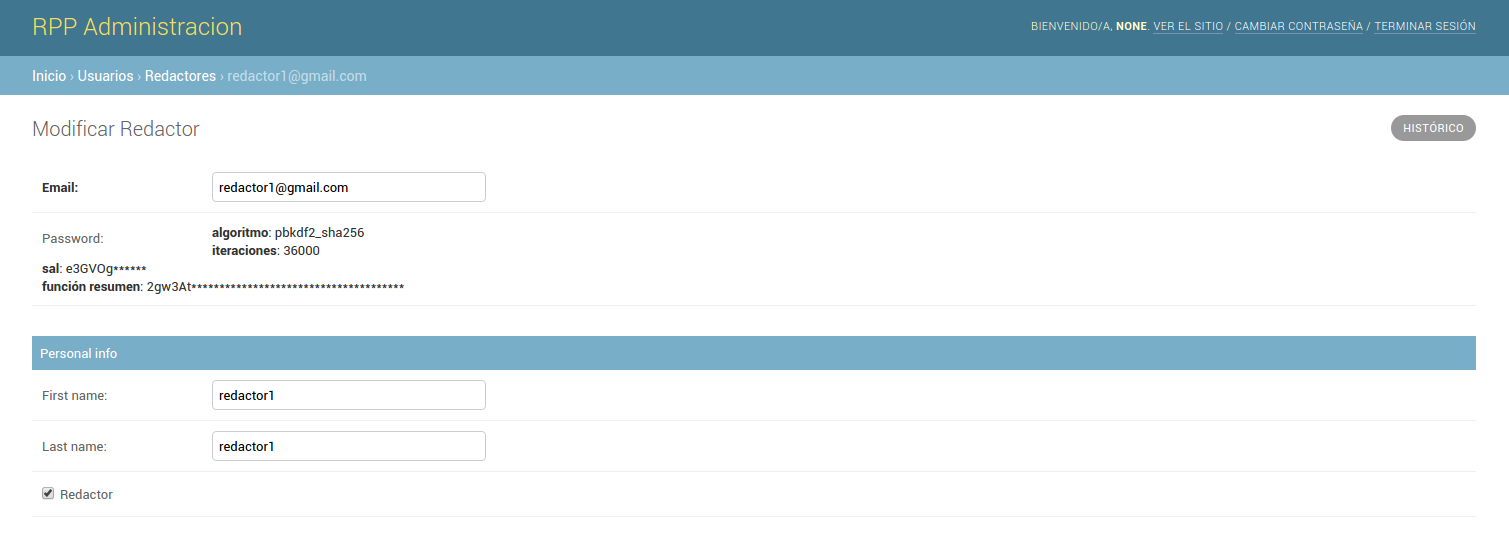 RPP Administracion
BIENVENIDO/A, NONE. VER EL SITIO / CAMBIAR CONTRASEÑA / TERMINAR SESIÓN
Inicio › Usuarios › Redactores › redactor1@gmail.com
Modificar Redactor
HISTÓRICO
Email: redactor1@gmail.com
Password: algoritmo: pbkdf2_sha256
iteraciones: 36000
sal: e3GVOg******
función resumen: 2gw3At**************************************
Personal info
First name: redactor1
Last name: redactor1
Redactor